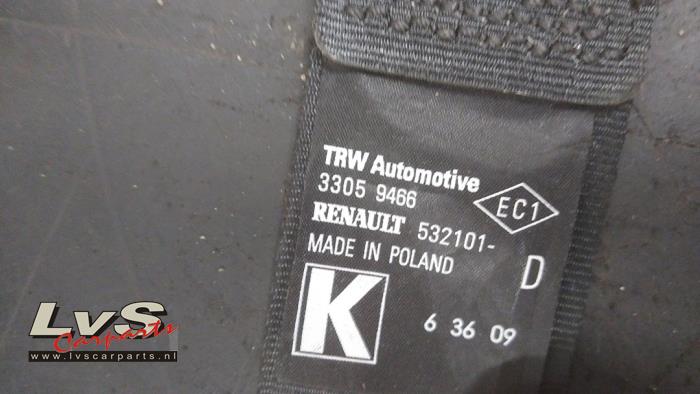 TRW Automotive
3305 9466
EC1
RENAULT 532101-
MADE IN POLAND
D
K
6 36 09
LvS
Carparts
www.lvscarparts.nl